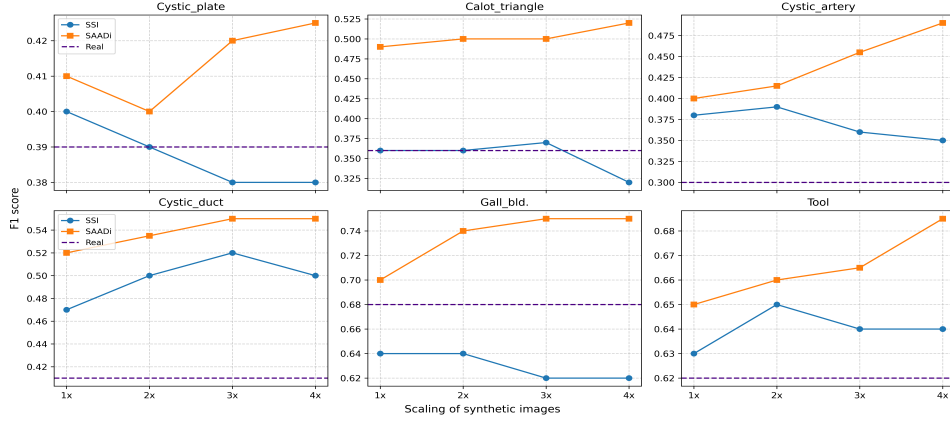 Cystic_plate
Calot_triangle
Cystic_artery
SSI
SAADi
Real
0.42
0.41
0.40
0.39
0.38
0.525
0.500
0.475
0.450
0.425
0.400
0.375
0.350
0.325
0.475
0.450
0.425
0.400
0.375
0.350
0.325
0.300
F1 score
Cystic_duct
Gall_bld.
Tool
SSI
SAADi
Real
0.54
0.52
0.50
0.48
0.46
0.44
0.42
0.74
0.72
0.70
0.68
0.66
0.64
0.62
0.68
0.67
0.66
0.65
0.64
0.63
0.62
1x 2x 3x 4x
1x 2x 3x 4x
1x 2x 3x 4x
Scaling of synthetic images